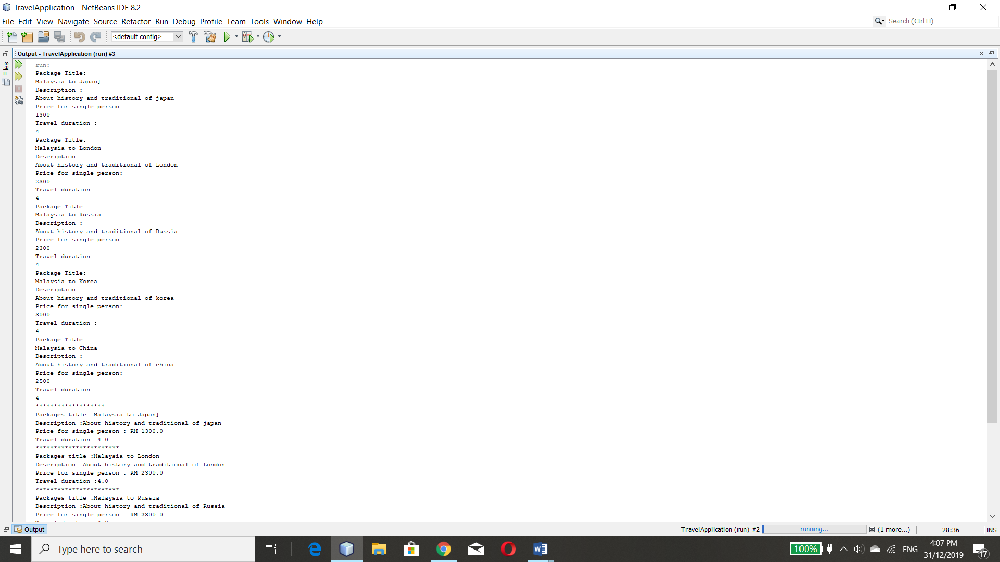 TravelApplication - NetBeans IDE 8.2
File Edit View Navigate Source Refactor Run Debug Profile Team Tools Window Help
Search (Ctrl+I)
<default config>
Output - TravelApplication (run) #3
Files
run:
Package Title:
Malaysia to Japan]
Description :
About history and traditional of japan
Price for single person:
1300
Travel duration :
4
Package Title:
Malaysia to London
Description :
About history and traditional of London
Price for single person:
2300
Travel duration :
4
Package Title:
Malaysia to Russia
Description :
About history and traditional of Russia
Price for single person:
2300
Travel duration :
4
Package Title:
Malaysia to Korea
Description :
About history and traditional of korea
Price for single person:
3000
Travel duration :
4
Package Title:
Malaysia to China
Description :
About history and traditional of china
Price for single person:
2500
Travel duration :
4
*******************
Packages title :Malaysia to Japan]
Description :About history and traditional of japan
Price for single person : RM 1300.0
Travel duration :4.0
***********************
Packages title :Malaysia to London
Description :About history and traditional of London
Price for single person : RM 2300.0
Travel duration :4.0
***********************
Packages title :Malaysia to Russia
Description :About history and traditional of Russia
Price for single person : RM 2300.0
Output
TravelApplication (run) #2 running... (1 more...) 28:36 INS
Type here to search
100% ENG 4:07 PM
31/12/2019 17